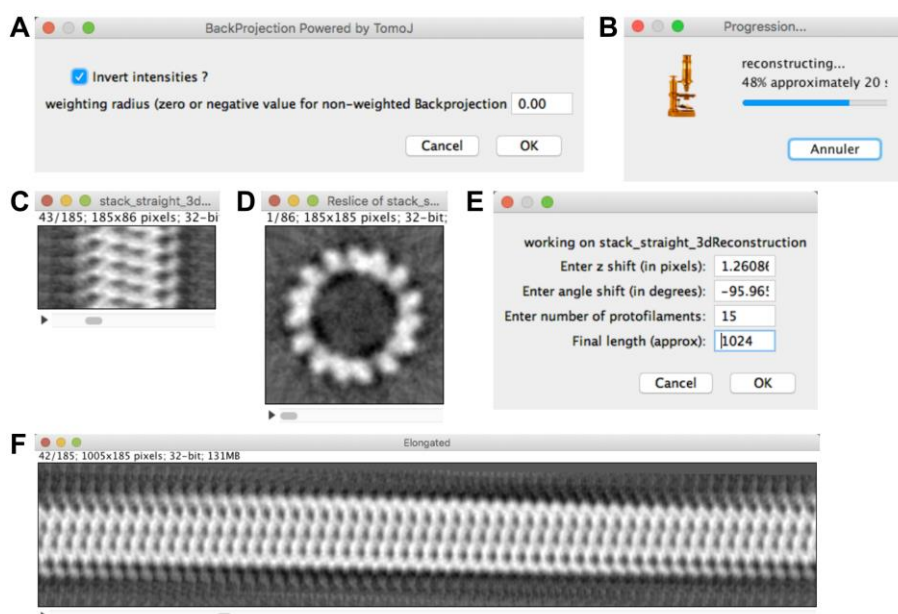 A
BackProjection Powered by TomoJ
Invert intensities ?
weighting radius (zero or negative value for non-weighted Backprojection
0.00
Cancel
OK
B
Progression...
reconstructing...
48% approximately 20 s
Annuler
C
stack_straight_3d...
43/185; 185x86 pixels; 32-bit
D
Reslice of stack_s...
1/86; 185x185 pixels; 32-bit;
E
working on stack_straight_3dReconstruction
Enter z shift (in pixels): 1.26086
Enter angle shift (in degrees): -95.965
Enter number of protofilaments: 15
Final length (approx): 1024
Cancel
OK
F
Elongated
42/185; 1005x185 pixels; 32-bit; 131MB